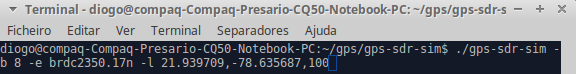 Terminal - diogo@compaq-Compaq-Presario-CQ50-Notebook-PC: ~/gps/gps-sdr-s
Ficheiro Editar Ver Terminal Separadores Ajuda
diogo@compaq-Compaq-Presario-CQ50-Notebook-PC:~/gps/gps-sdr-sim$ ./gps-sdr-sim -
b 8 -e brdc2350.17n -l 21.939709,-78.635687,100